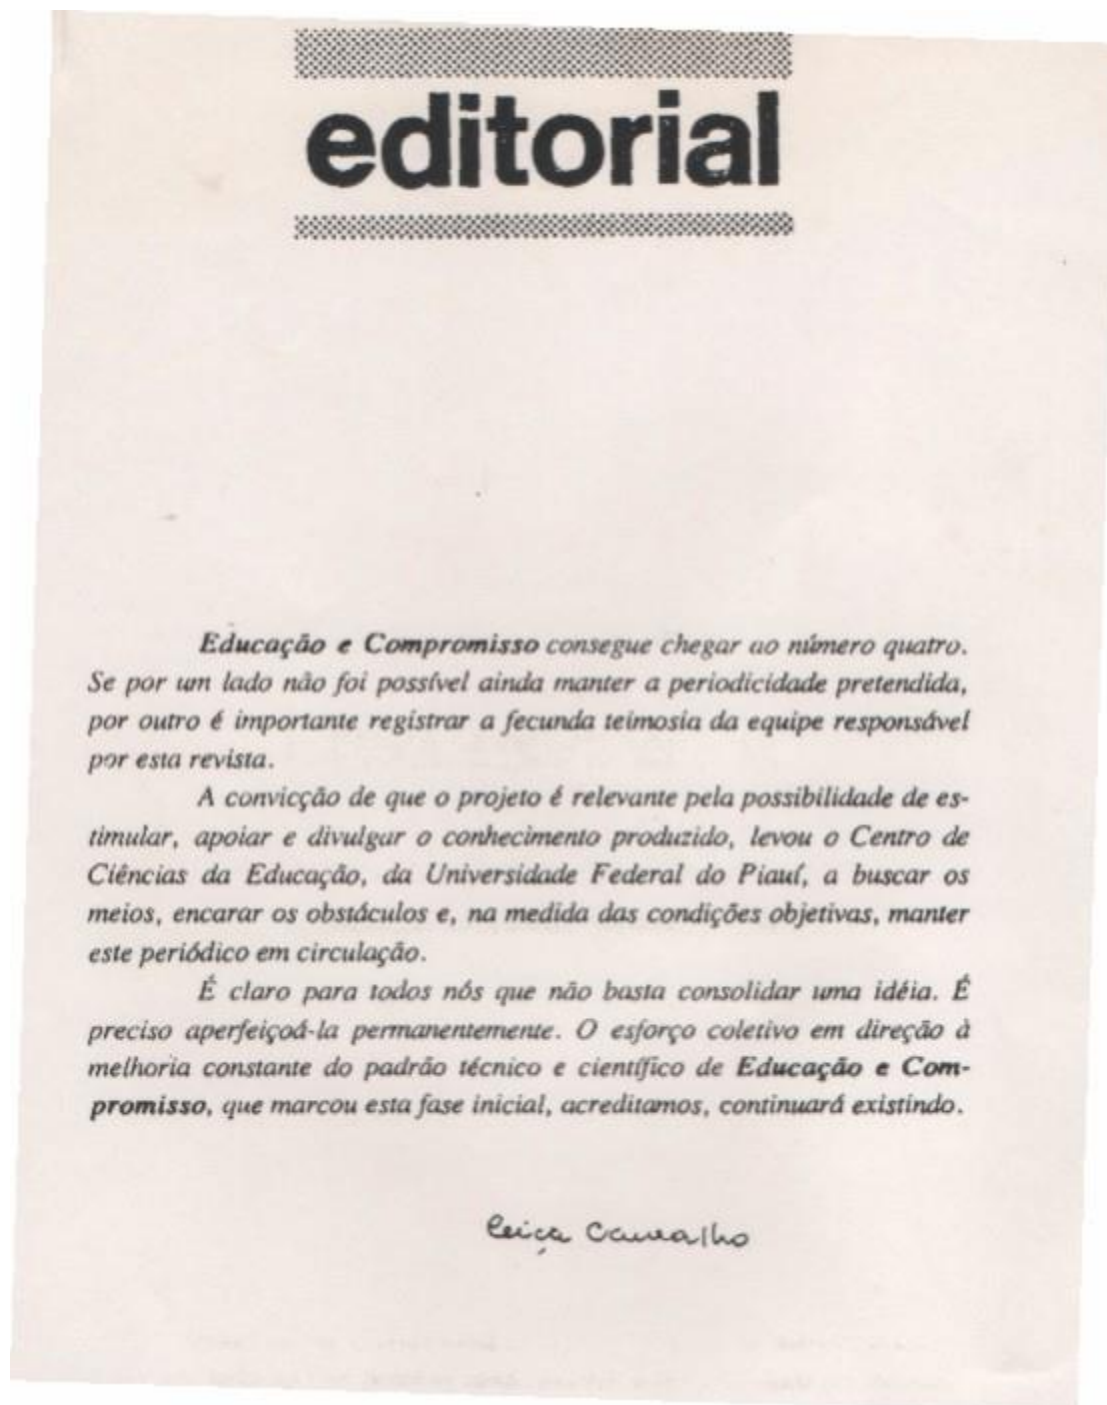 editorial
Educação e Compromisso consegue chegar ao número quatro.
Se por um lado não foi possível ainda manter a periodicidade pretendida,
por outro é importante registrar a fecunda teimosia da equipe responsável
por esta revista.
A convicção de que o projeto é relevante pela possibilidade de es-
timular, apoiar e divulgar o conhecimento produzido, levou o Centro de
Ciências da Educação, da Universidade Federal do Piauí, a buscar os
meios, encarar os obstáculos e, na medida das condições objetivas, manter
este periódico em circulação.
É claro para todos nós que não basta consolidar uma idéia. É
preciso aperfeiçoá-la permanentemente. O esforço coletivo em direção à
melhoria constante do padrão técnico e científico de Educação e Com-
promisso, que marcou esta fase inicial, acreditamos, continuará existindo.
Carvalho